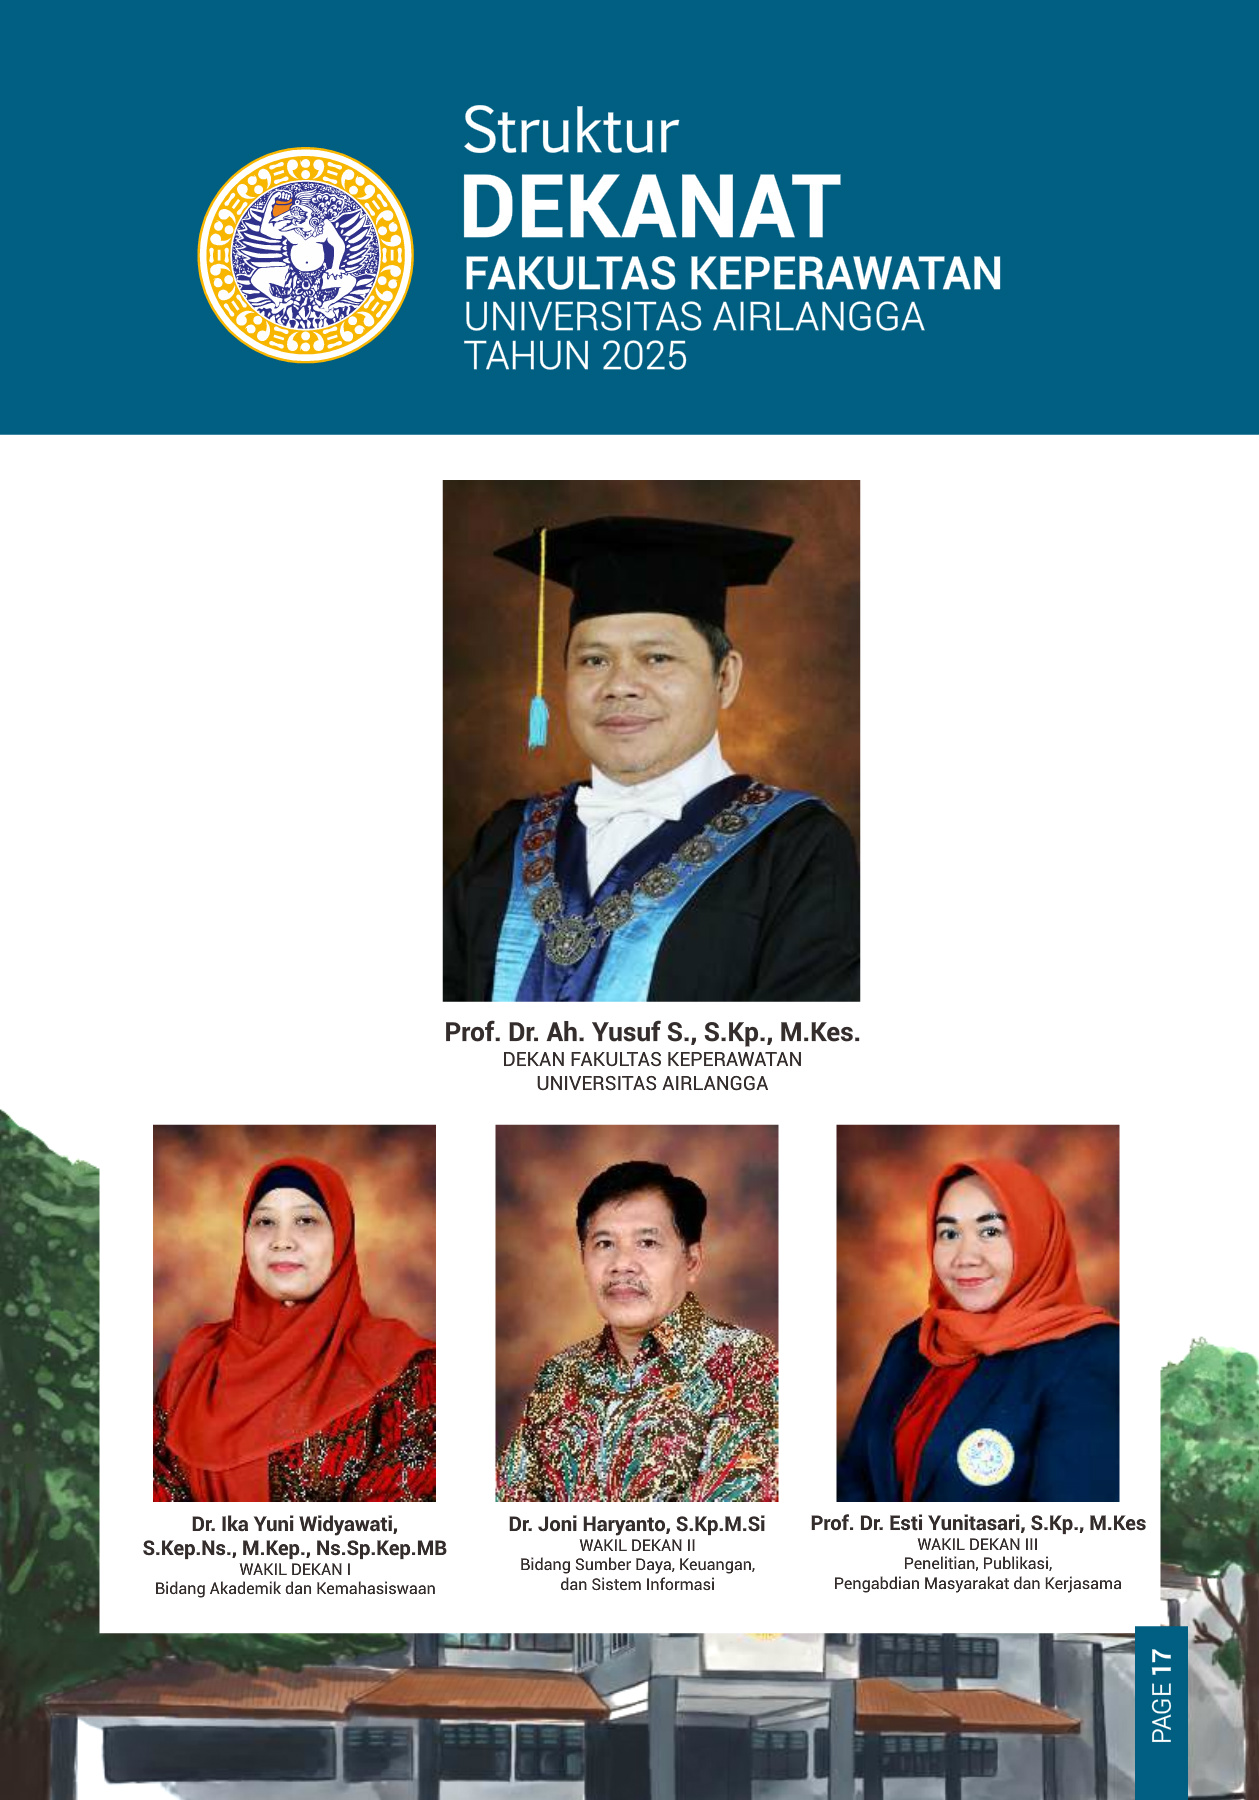 Struktur
DEKANAT
FAKULTAS KEPERAWATAN
UNIVERSITAS AIRLANGGA
TAHUN 2025
Prof. Dr. Ah. Yusuf S., S.Kp., M.Kes.
DEKAN FAKULTAS KEPERAWATAN
UNIVERSITAS AIRLANGGA
Dr. Ika Yuni Widyawati,
S.Kep.Ns., M.Kep., Ns.Sp.Kep.MB
WAKIL DEKAN I
Bidang Akademik dan Kemahasiswaan
Dr. Joni Haryanto, S.Kp.M.Si
WAKIL DEKAN II
Bidang Sumber Daya, Keuangan,
dan Sistem Informasi
Prof. Dr. Esti Yunitasari, S.Kp., M.Kes
WAKIL DEKAN III
Penelitian, Publikasi,
Pengabdian Masyarakat dan Kerjasama
PAGE 17